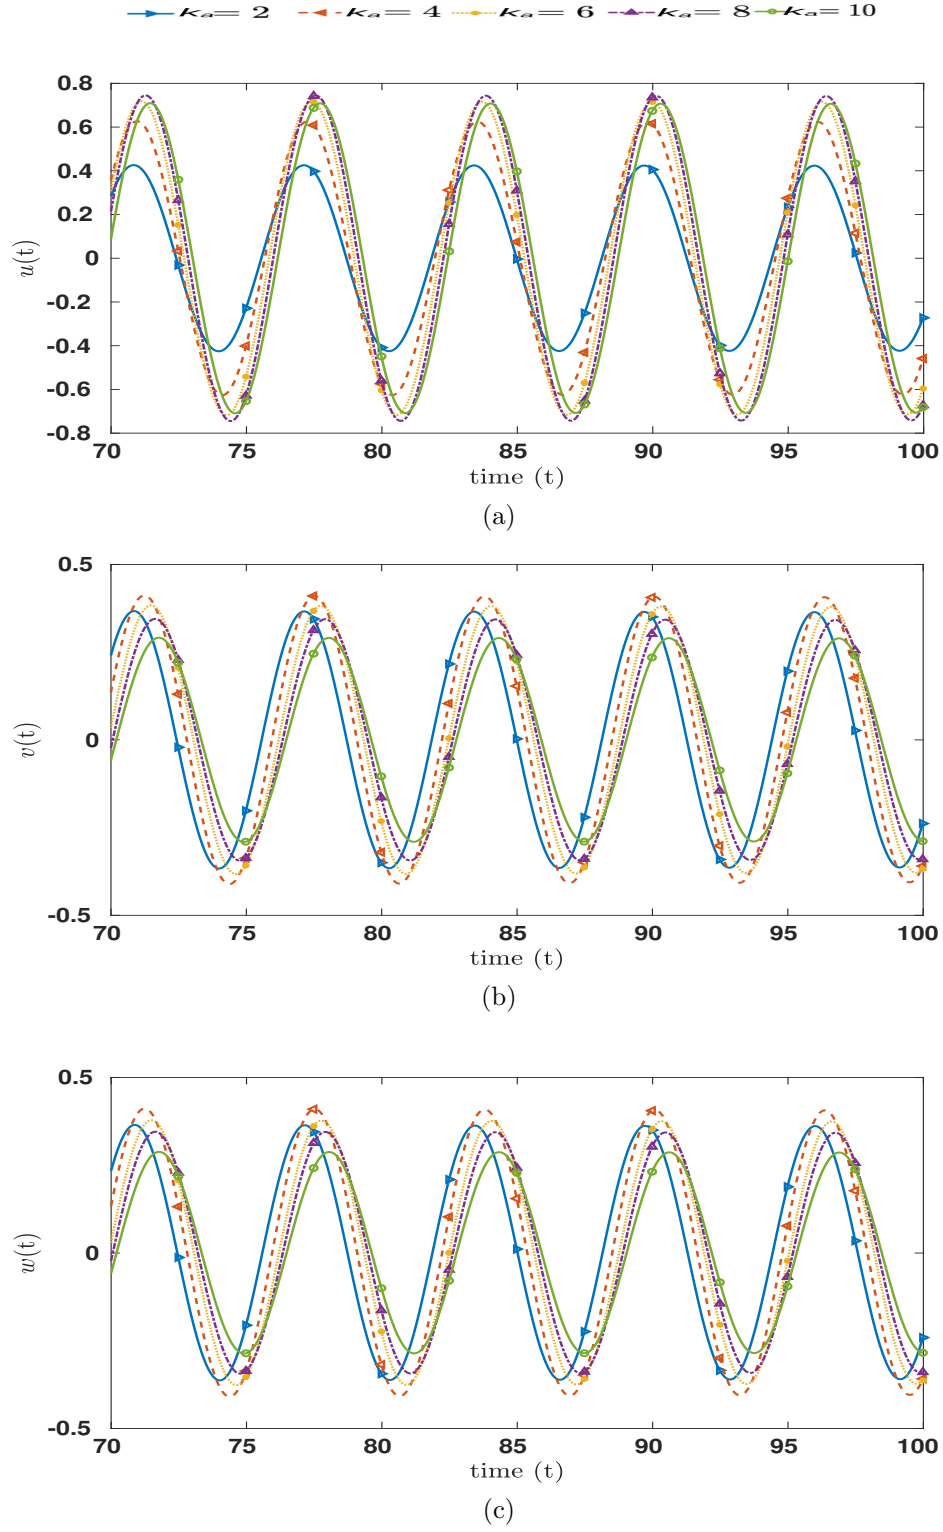 κₐ= 2 κₐ= 4 κₐ= 6 κₐ= 8 κₐ= 10
0.8
0.6
0.4
0.2
0
-0.2
-0.4
-0.6
-0.8
u(t)
70 75 80 85 90 95 100
time (t)
(a)
0.5
0
-0.5
v(t)
70 75 80 85 90 95 100
time (t)
(b)
0.5
0
-0.5
w(t)
70 75 80 85 90 95 100
time (t)
(c)